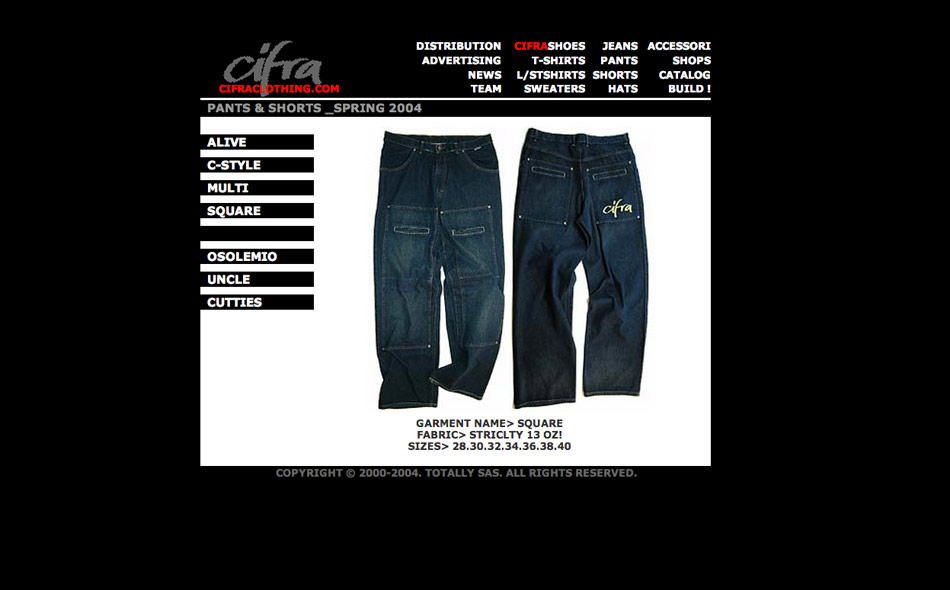 cifra
CIFRACLOTHING.COM
DISTRIBUTION CIFRASHOES JEANS ACCESSORI
ADVERTISING T-SHIRTS PANTS SHOPS
NEWS L/STSHIRTS SHORTS CATALOG
TEAM SWEATERS HATS BUILD !
PANTS & SHORTS _SPRING 2004
ALIVE
C-STYLE
MULTI
SQUARE
OSOLEMIO
UNCLE
CUTTIES
cifra
GARMENT NAME> SQUARE
FABRIC> STRICLTY 13 OZ!
SIZES> 28.30.32.34.36.38.40
COPYRIGHT © 2000-2004. TOTALLY SAS. ALL RIGHTS RESERVED.